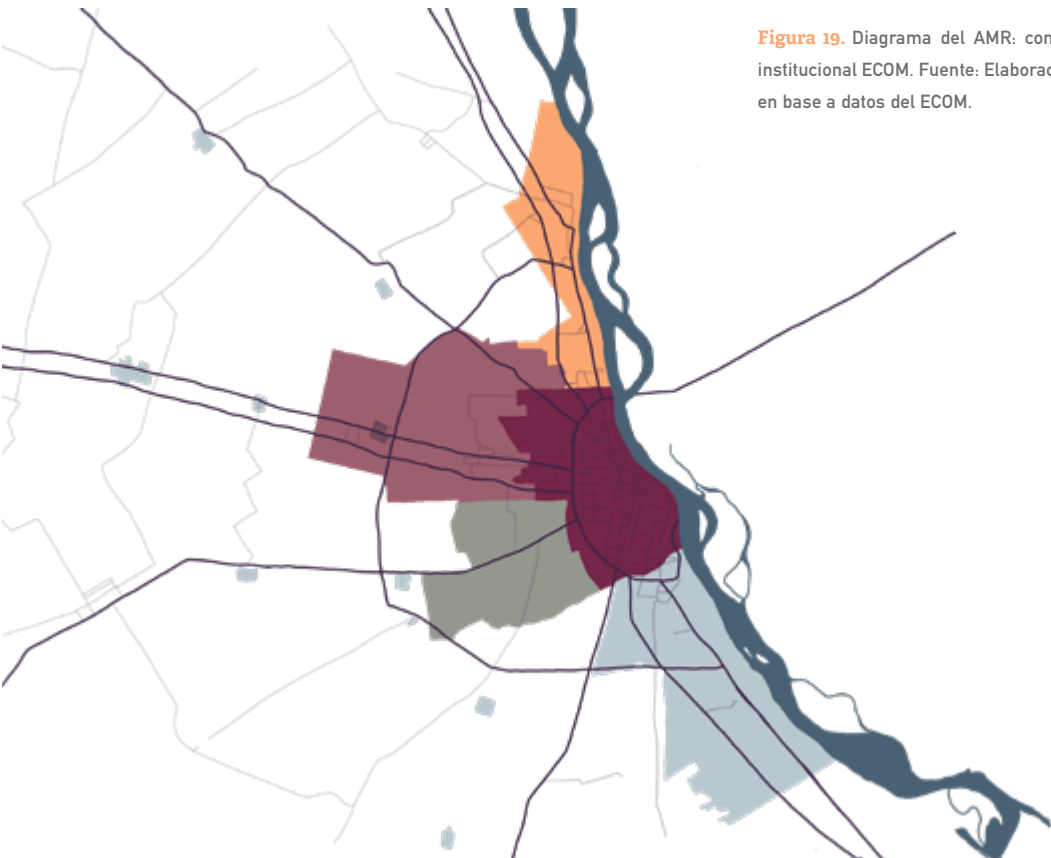 Figura 19. Diagrama del AMR: con
institucional ECOM. Fuente: Elaborac
en base a datos del ECOM.